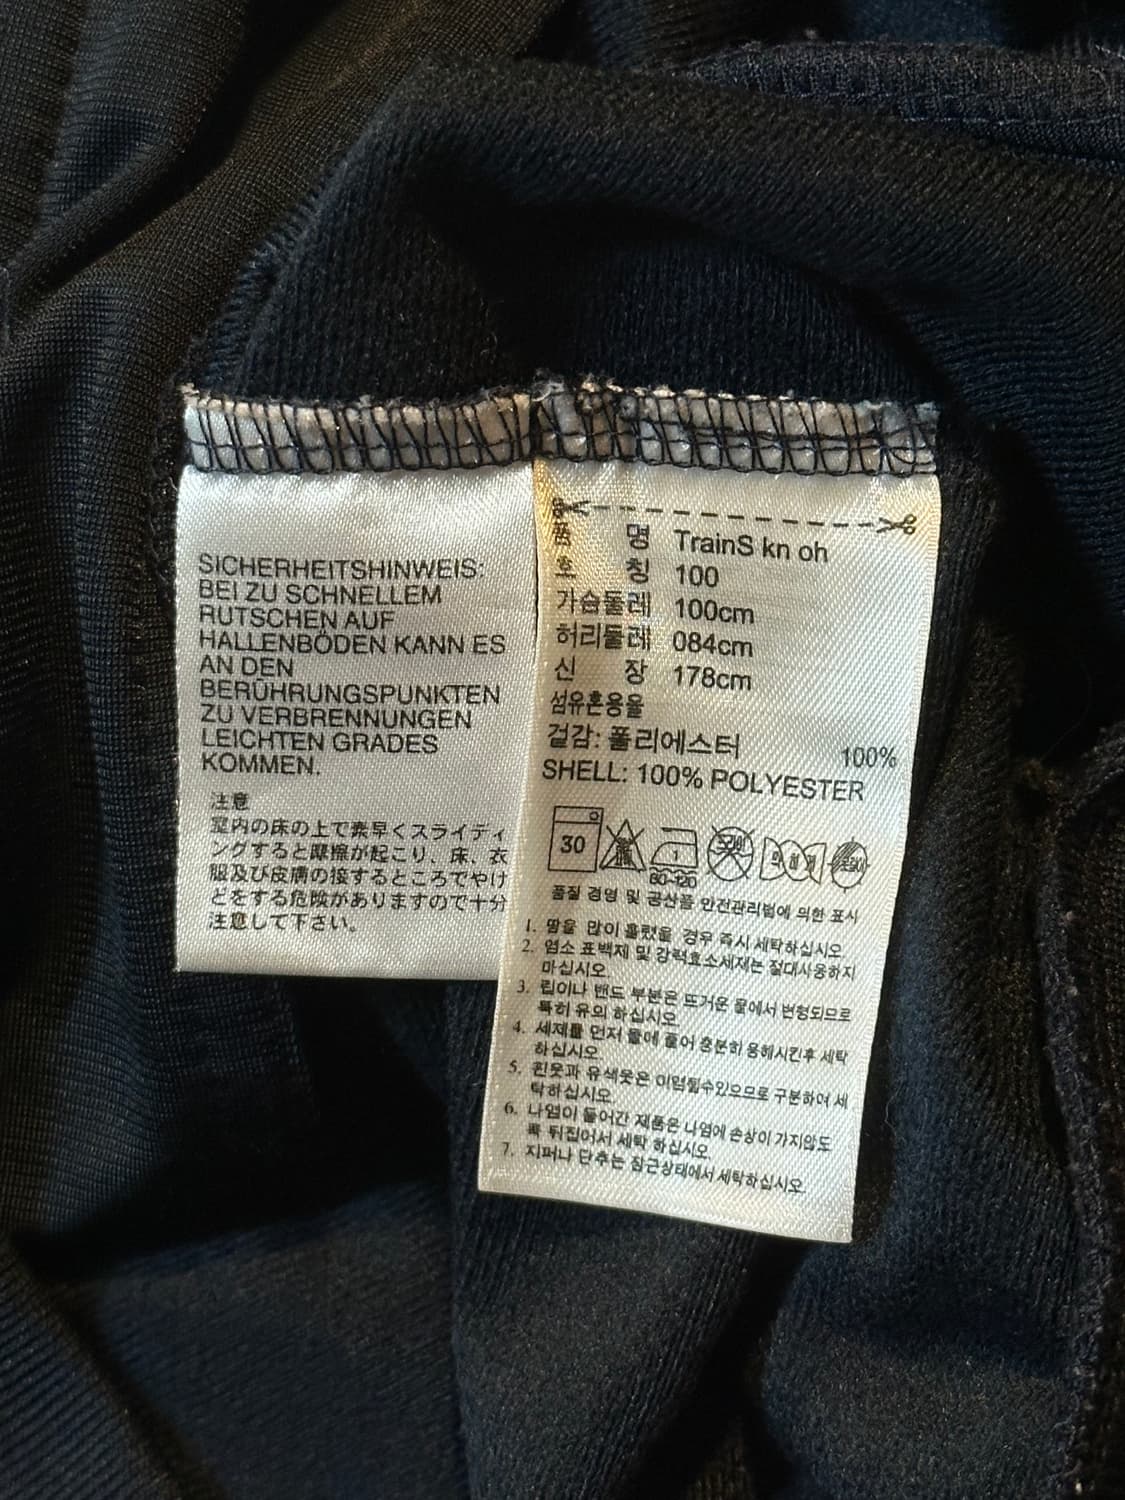 SICHERHEITSHINWEIS:
BEI ZU SCHNELLEM
RUTSCHEN AUF
HALLENBÖDEN KANN ES
AN DEN
BERÜHRUNGSPUNKTEN
ZU VERBRENNUNGEN
LEICHTEN GRADES
KOMMEN.
注意
室内の床の上で素早くスライディ
ングすると摩擦が起こり、床、衣
服及び皮膚の接するところでやけ
どをする危険がありますので十分
注意して下さい。
품 명 TrainS kn oh
호 칭 100
가슴둘레 100cm
허리둘레 084cm
신 장 178cm
섬유혼용율
겉감: 폴리에스터 100%
SHELL: 100% POLYESTER
30
1
80-120
품질 경영 및 공산품 안전관리법에 의한 표시
1. 땀을 많이 흘렸을 경우 즉시 세탁하십시오
2. 염소 표백제 및 강력효소세제는 절대사용하지
마십시오.
3. 립이나 밴드 부분은 뜨거운 물에서 변형되므로
특히 유의 하십시오
4. 세제를 먼저 물에 풀어 충분히 용해시킨후 세탁
하십시오.
5. 흰옷과 유색옷은 이염될수있으므로 구분하여 세
탁하십시오.
6. 나염이 들어간 제품은 나염에 손상이 가지않도
록 뒤집어서 세탁 하십시오
7. 지퍼나 단추는 잠근상태에서 세탁하십시오.